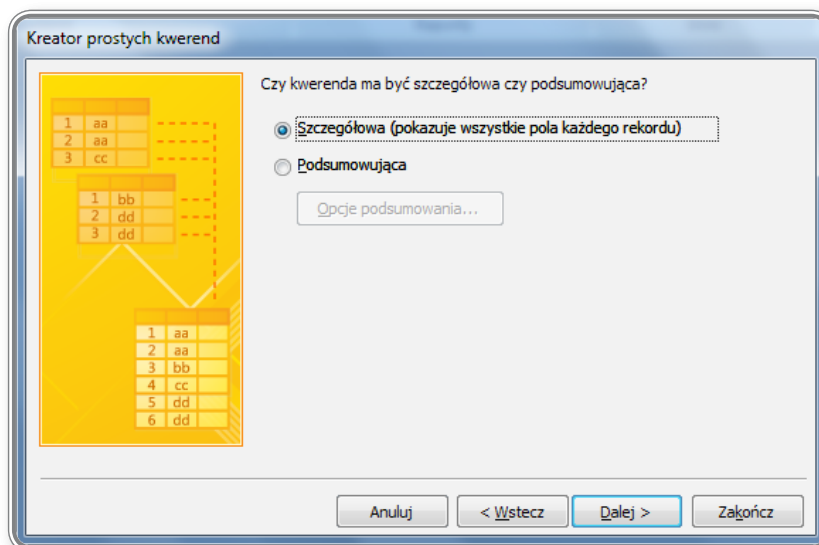 Kreator prostych kwerend
Czy kwerenda ma być szczegółowa czy podsumowująca?
Szczegółowa (pokazuje wszystkie pola każdego rekordu)
Podsumowująca
Opcje podsumowania...
1 aa
2 aa
3 cc
1 bb
2 dd
3 dd
1 aa
2 aa
3 bb
4 cc
5 dd
6 dd
Anuluj < Wstecz Dalej > Zakończ